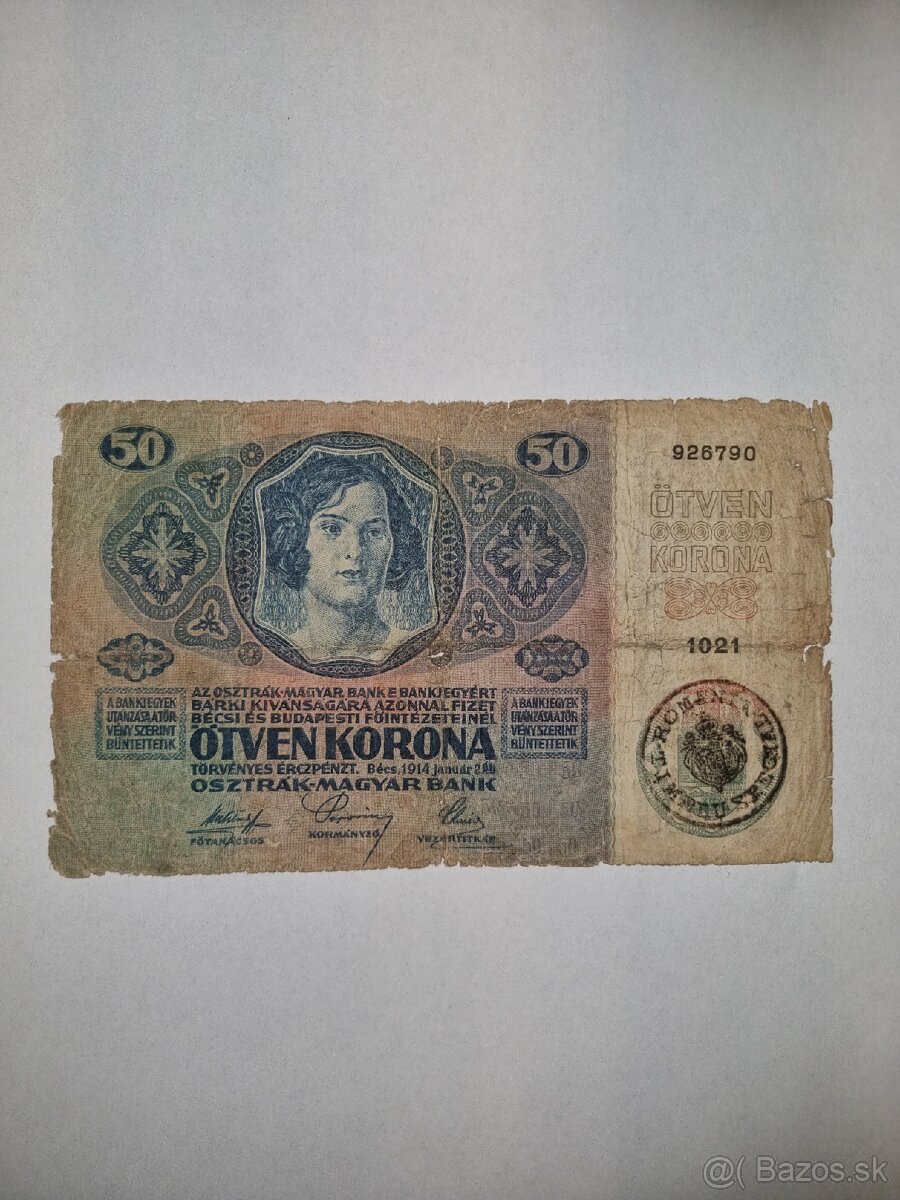 50
50
926790
ÖTVEN
KORONA
1021
AZ OSZTRÁK-MAGYAR BANK E BANKJEGYÉRT
BÁRKI KIVÁNSÁGÁRA AZONNAL FIZET
BÉCSI ÉS BUDAPESTI FŐINTÉZETEINÉL
ÖTVEN KORONA
TÖRVÉNYES ÉRCZPÉNZT. Bécs, 1914 január 2án
OSZTRÁK-MAGYAR BANK
A BANKJEGYEK
UTÁNZÁSA A TÖR
VÉNY SZERINT
BÜNTETTETIK
A BANKJEGYEK
UTÁNZÁSA A TÖR
VÉNY SZERINT
BÜNTETTETIK
FŐTANÁCSOS
KORMÁNYZÓ
VEZÉRTITKÁR
ROMANIA
@( Bazos.sk